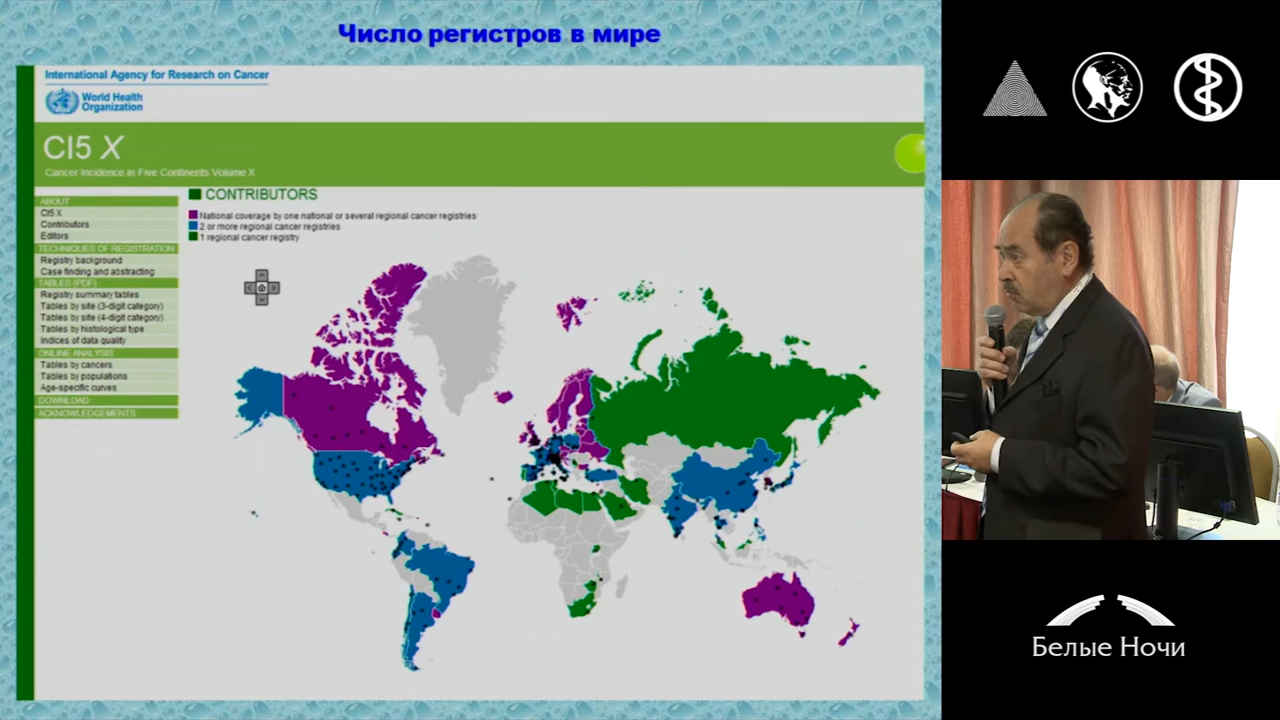 Число регистров в мире
International Agency for Research on Cancer
World Health
Organization
CI5 X
Cancer Incidence in Five Continents Volume X
ABOUT
CI5 X
Contributors
Editors
TECHNIQUES OF REGISTRATION
Registry background
Case finding and abstracting
TABLES (PDF)
Registry summary tables
Tables by site (3-digit category)
Tables by site (4-digit category)
Tables by histological type
Indices of data quality
ONLINE ANALYSIS
Tables by cancers
Tables by populations
Age-specific curves
DOWNLOAD
ACKNOWLEDGEMENTS
CONTRIBUTORS
National coverage by one national or several regional cancer registries
2 or more regional cancer registries
1 regional cancer registry
Белые Ночи